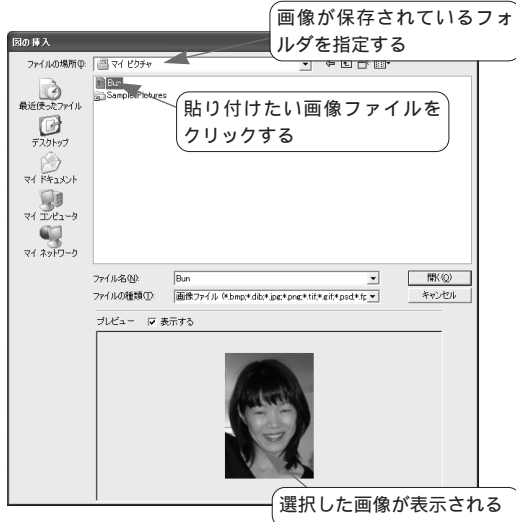 画像が保存されているフォ
ルダを指定する
図の挿入
ファイルの場所(I):
マイ ピクチャ
Bun
Sample Pictures
貼り付けたい画像ファイルを
クリックする
最近使ったファイル
デスクトップ
マイ ドキュメント
マイ コンピュータ
マイ ネットワーク
ファイル名(N):
Bun
開く(O)
ファイルの種類(T):
画像ファイル (*.bmp;*.dib;*.jpg;*.png;*.tif;*.gif;*.psd;*.f
キャンセル
プレビュー
表示する
選択した画像が表示される